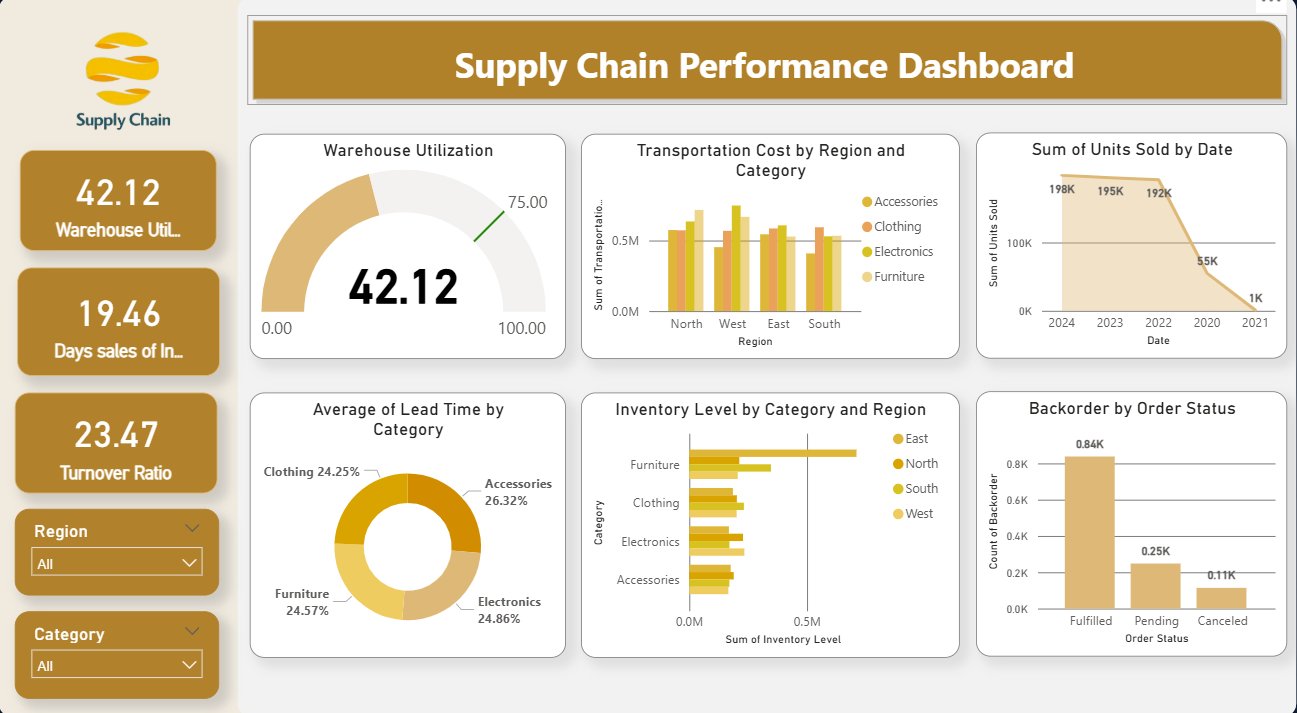 Supply Chain
42.12
Warehouse Util...
19.46
Days sales of In...
23.47
Turnover Ratio
Region
All
Category
All
Supply Chain Performance Dashboard
Warehouse Utilization
75.00
42.12
0.00
100.00
Transportation Cost by Region and
Category
Sum of Transportatio...
0.5M
0.0M
North
West
East
South
Region
Accessories
Clothing
Electronics
Furniture
Sum of Units Sold by Date
Sum of Units Sold
100K
0K
198K
195K
192K
55K
1K
2024
2023
2022
2020
2021
Date
Average of Lead Time by
Category
Clothing 24.25%
Accessories
26.32%
Furniture
24.57%
Electronics
24.86%
Inventory Level by Category and Region
Category
Furniture
Clothing
Electronics
Accessories
0.0M
0.5M
Sum of Inventory Level
East
North
South
West
Backorder by Order Status
Count of Backorder
0.8K
0.6K
0.4K
0.2K
0.0K
0.84K
0.25K
0.11K
Fulfilled
Pending
Canceled
Order Status